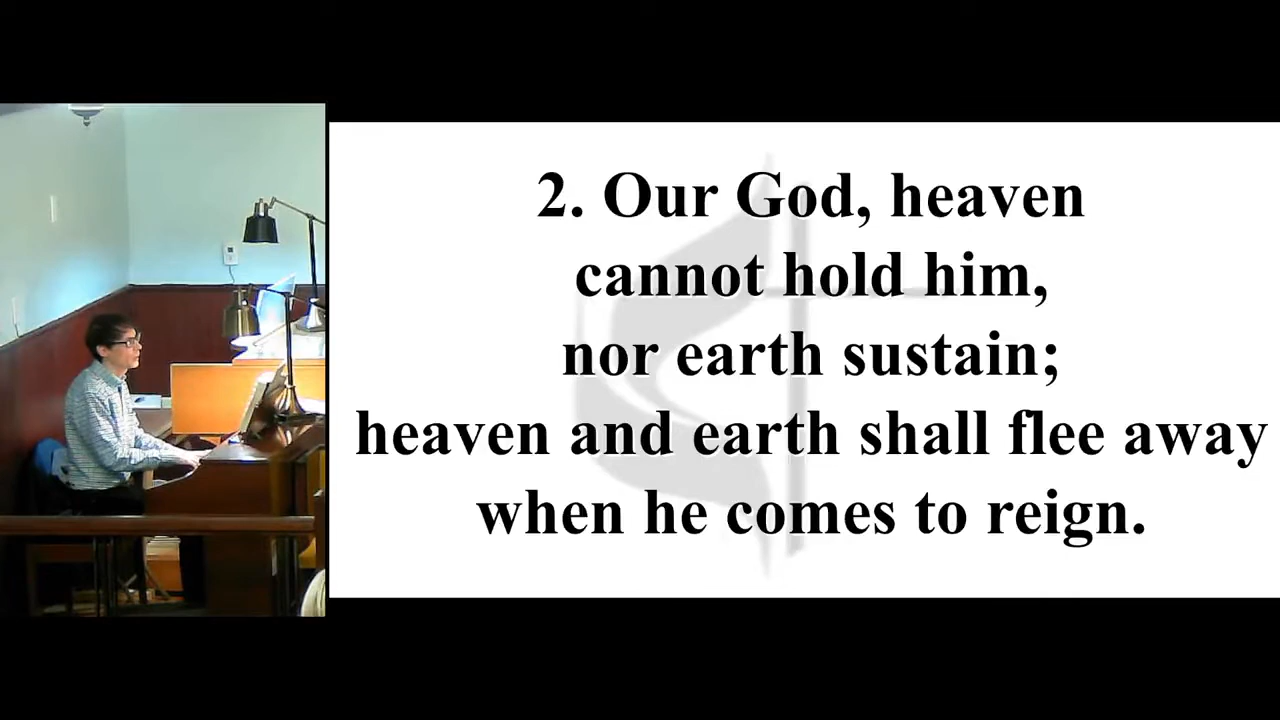 2. Our God, heaven
cannot hold him,
nor earth sustain;
heaven and earth shall flee away
when he comes to reign.